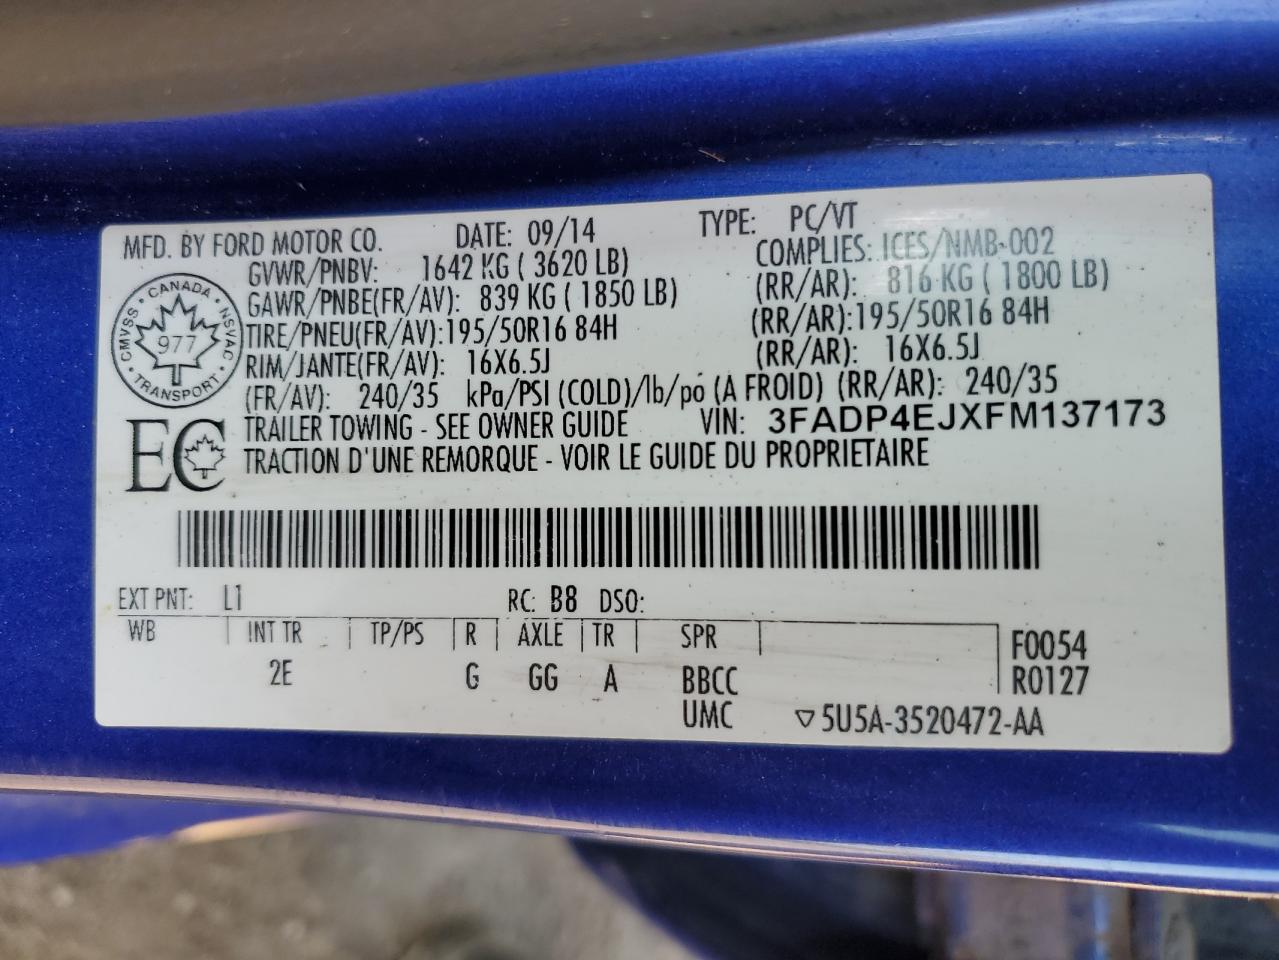 MFD. BY FORD MOTOR CO. DATE: 09/14 TYPE: PC/VT
GVWR/PNBV: 1642 KG ( 3620 LB) COMPLIES: ICES/NMB-002
GAWR/PNBE(FR/AV): 839 KG ( 1850 LB) (RR/AR): 816 KG ( 1800 LB)
TIRE/PNEU(FR/AV): 195/50R16 84H (RR/AR): 195/50R16 84H
RIM/JANTE(FR/AV): 16X6.5J (RR/AR): 16X6.5J
(FR/AV) : 240/35 kPa/PSI (COLD)/lb/po (A FROID) (RR/AR): 240/35
TRAILER TOWING - SEE OWNER GUIDE VIN: 3FADP4EJXFM137173
TRACTION D'UNE REMORQUE - VOIR LE GUIDE DU PROPRIETAIRE
CANADA
CMVSS 977 NSVAC
TRANSPORT
EC
EXT PNT: L1 RC: B8 DSO:
WB INT TR TP/PS R AXLE TR SPR F0054
2E G GG A BBCC R0127
UMC 5U5A-3520472-AA